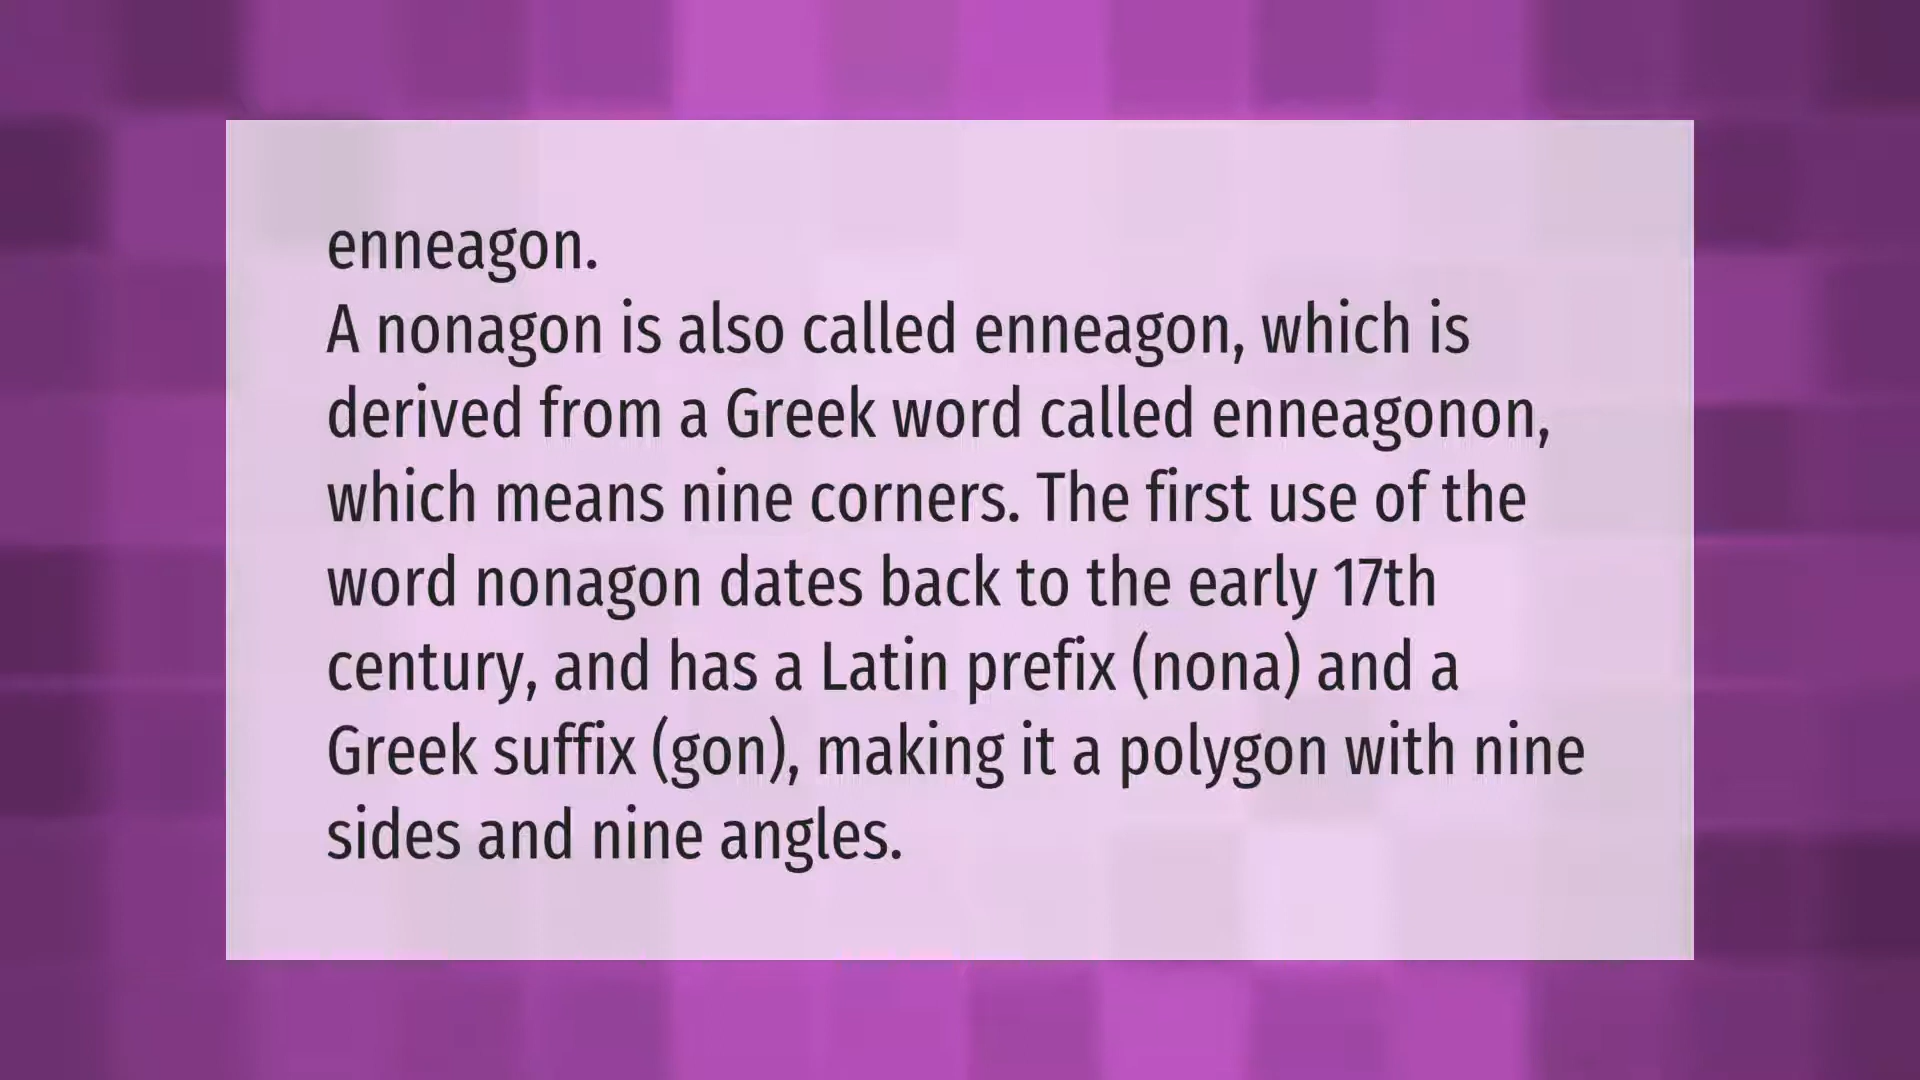 enneagon.
A nonagon is also called enneagon, which is
derived from a Greek word called enneagonon,
which means nine corners. The first use of the
word nonagon dates back to the early 17th
century, and has a Latin prefix (nona) and a
Greek suffix (gon), making it a polygon with nine
sides and nine angles.